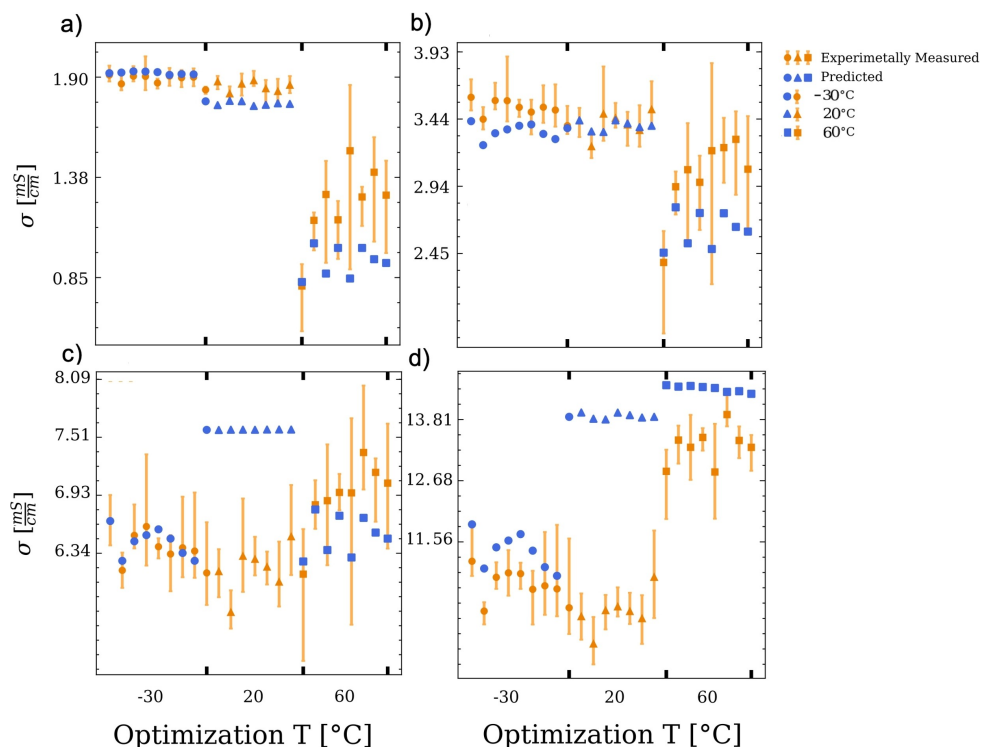 a)
b)
3.93
1.90
3.44
1.38
2.94
2.45
0.85
σ [mS/cm]
Experimetally Measured
Predicted
−30°C
20°C
60°C
c)
d)
8.09
7.51
13.81
6.93
12.68
6.34
11.56
σ [mS/cm]
-30 20 60
-30 20 60
Optimization T [°C]
Optimization T [°C]